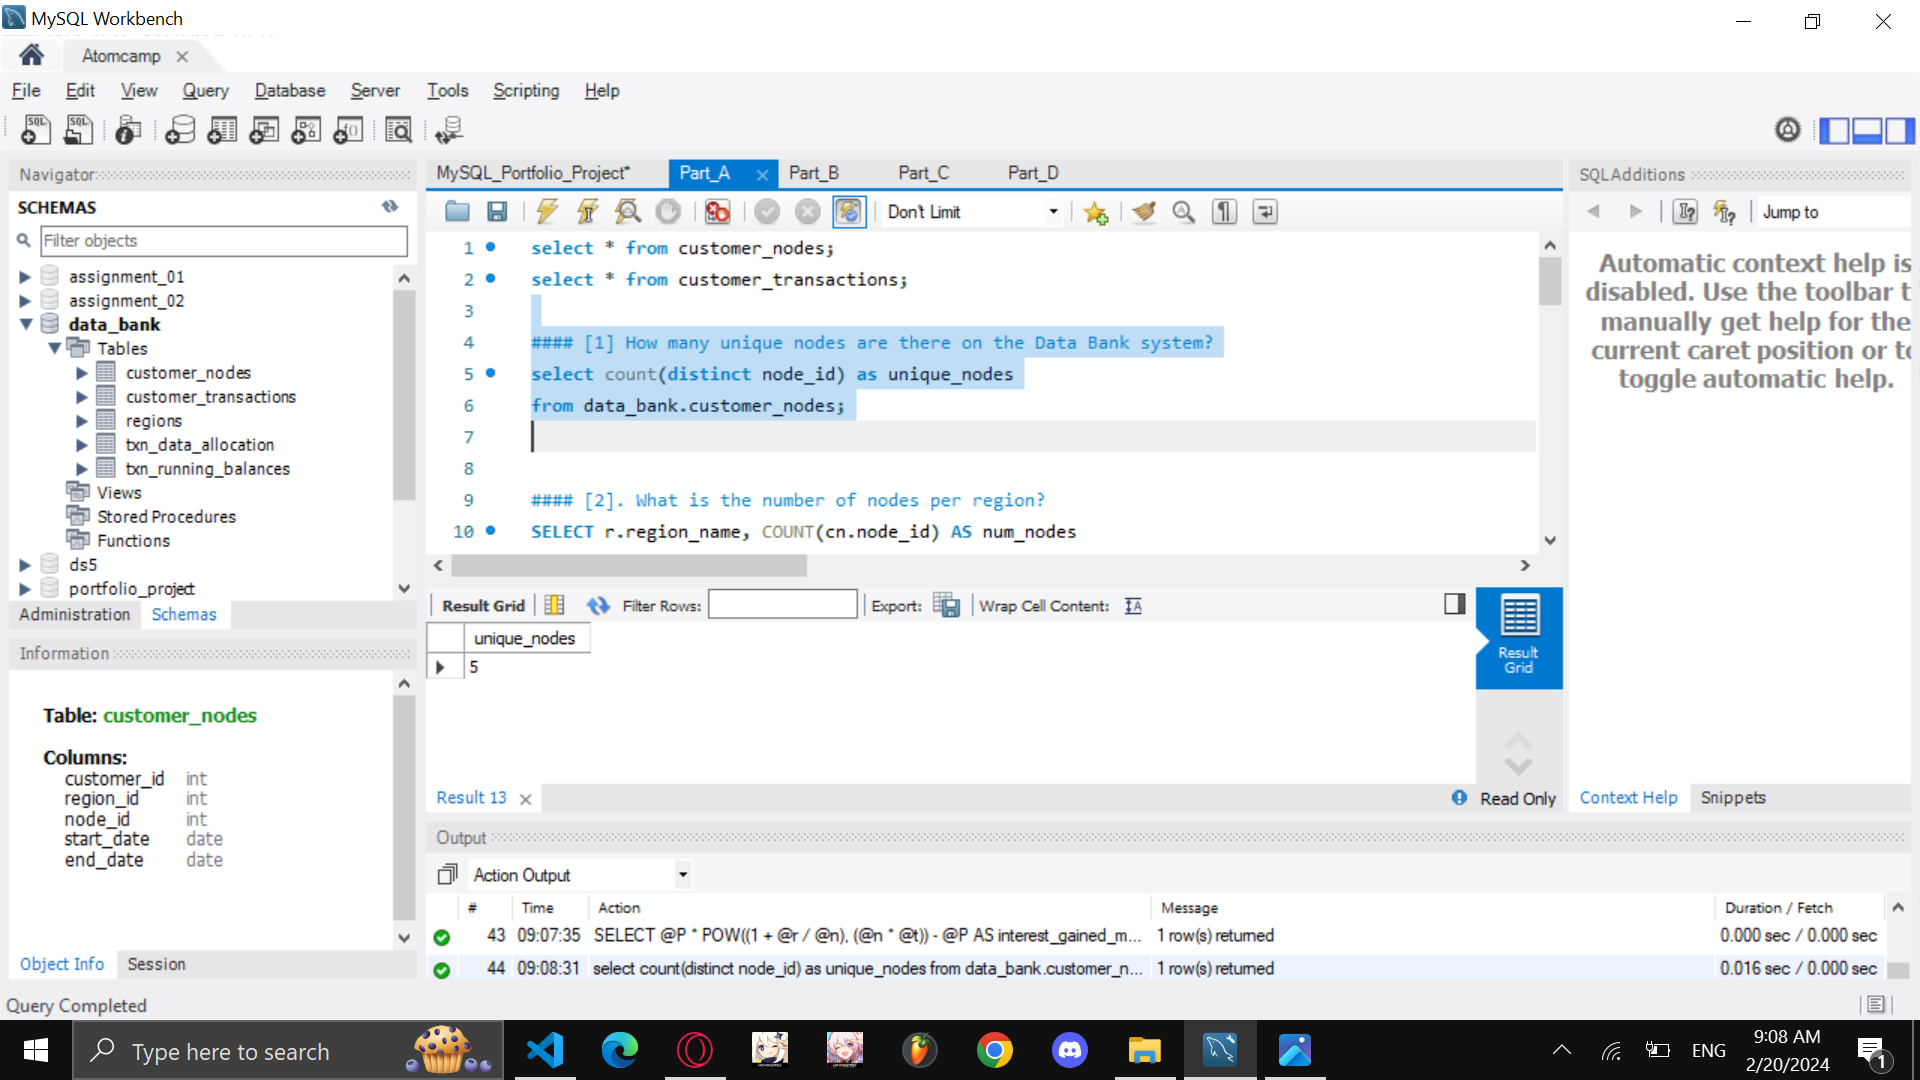 MySQL Workbench
Atomcamp
File Edit View Query Database Server Tools Scripting Help
Navigator
SCHEMAS
Filter objects
assignment_01
assignment_02
data_bank
Tables
customer_nodes
customer_transactions
regions
txn_data_allocation
txn_running_balances
Views
Stored Procedures
Functions
ds5
portfolio_project
Administration Schemas
Information
Table: customer_nodes
Columns:
customer_id int
region_id int
node_id int
start_date date
end_date date
Object Info Session
MySQL_Portfolio_Project* Part_A Part_B Part_C Part_D
Don't Limit
1 select * from customer_nodes;
2 select * from customer_transactions;
3
4 #### [1] How many unique nodes are there on the Data Bank system?
5 select count(distinct node_id) as unique_nodes
6 from data_bank.customer_nodes;
7
8
9 #### [2]. What is the number of nodes per region?
10 SELECT r.region_name, COUNT(cn.node_id) AS num_nodes
Result Grid Filter Rows: Export: Wrap Cell Content:
unique_nodes
5
Result Grid
Result 13
Read Only
SQLAdditions
Jump to
Automatic context help is
disabled. Use the toolbar t
manually get help for the
current caret position or to
toggle automatic help.
Context Help Snippets
Output
Action Output
# Time Action Message Duration / Fetch
43 09:07:35 SELECT @P * POW((1 + @r / @n), (@n * @t)) - @P AS interest_gained_m... 1 row(s) returned 0.000 sec / 0.000 sec
44 09:08:31 select count(distinct node_id) as unique_nodes from data_bank.customer_n... 1 row(s) returned 0.016 sec / 0.000 sec
Query Completed
Type here to search
ENG
9:08 AM
2/20/2024
1